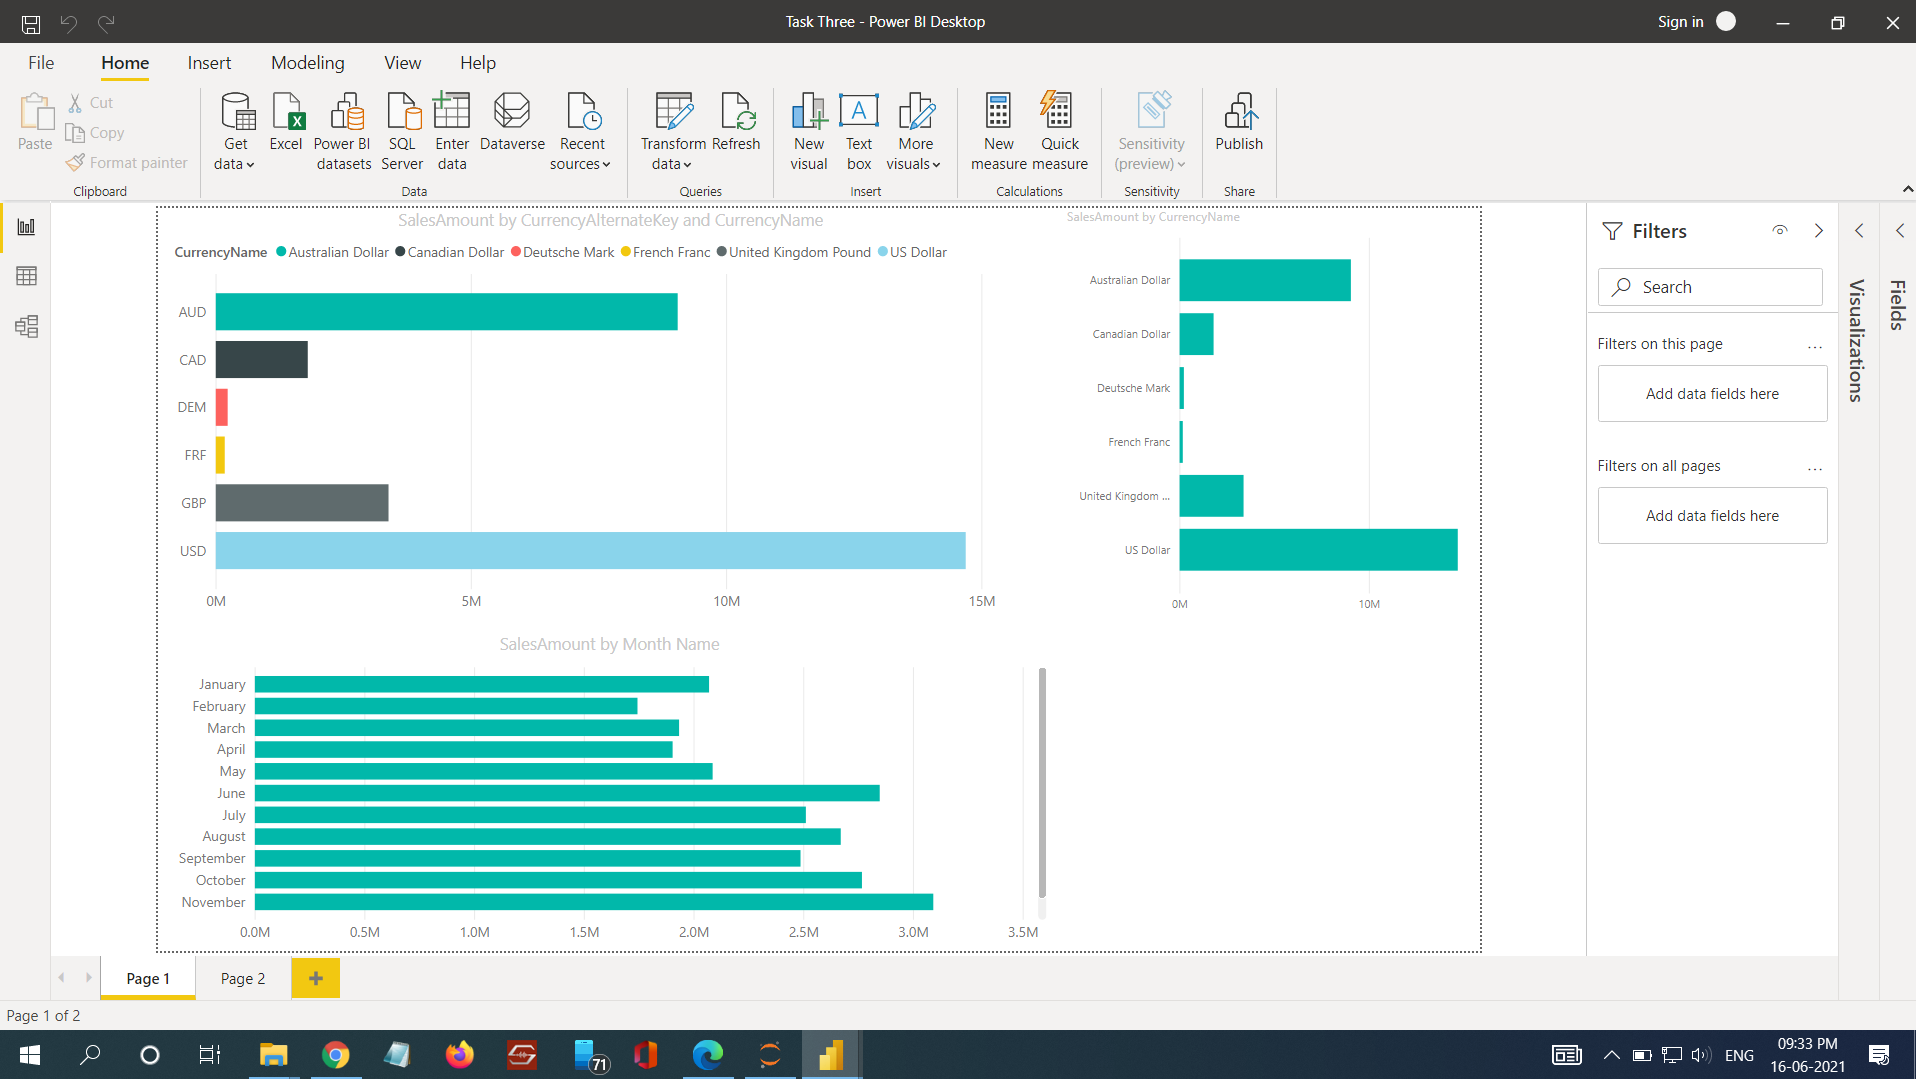 Task Three - Power BI Desktop
Sign in
File Home Insert Modeling View Help
Paste
Cut
Copy
Format painter
Clipboard
Get data
Excel
Power BI datasets
SQL Server
Enter data
Dataverse
Recent sources
Data
Transform data
Refresh
Queries
New visual
Text box
More visuals
Insert
New measure
Quick measure
Calculations
Sensitivity (preview)
Sensitivity
Publish
Share
SalesAmount by CurrencyAlternateKey and CurrencyName
CurrencyName Australian Dollar Canadian Dollar Deutsche Mark French Franc United Kingdom Pound US Dollar
AUD
CAD
DEM
FRF
GBP
USD
0M 5M 10M 15M
SalesAmount by CurrencyName
Australian Dollar
Canadian Dollar
Deutsche Mark
French Franc
United Kingdom ...
US Dollar
0M 10M
SalesAmount by Month Name
January
February
March
April
May
June
July
August
September
October
November
0.0M 0.5M 1.0M 1.5M 2.0M 2.5M 3.0M 3.5M
Filters
Search
Filters on this page ...
Add data fields here
Filters on all pages ...
Add data fields here
Visualizations
Fields
Page 1 Page 2 +
Page 1 of 2
71
ENG
09:33 PM
16-06-2021